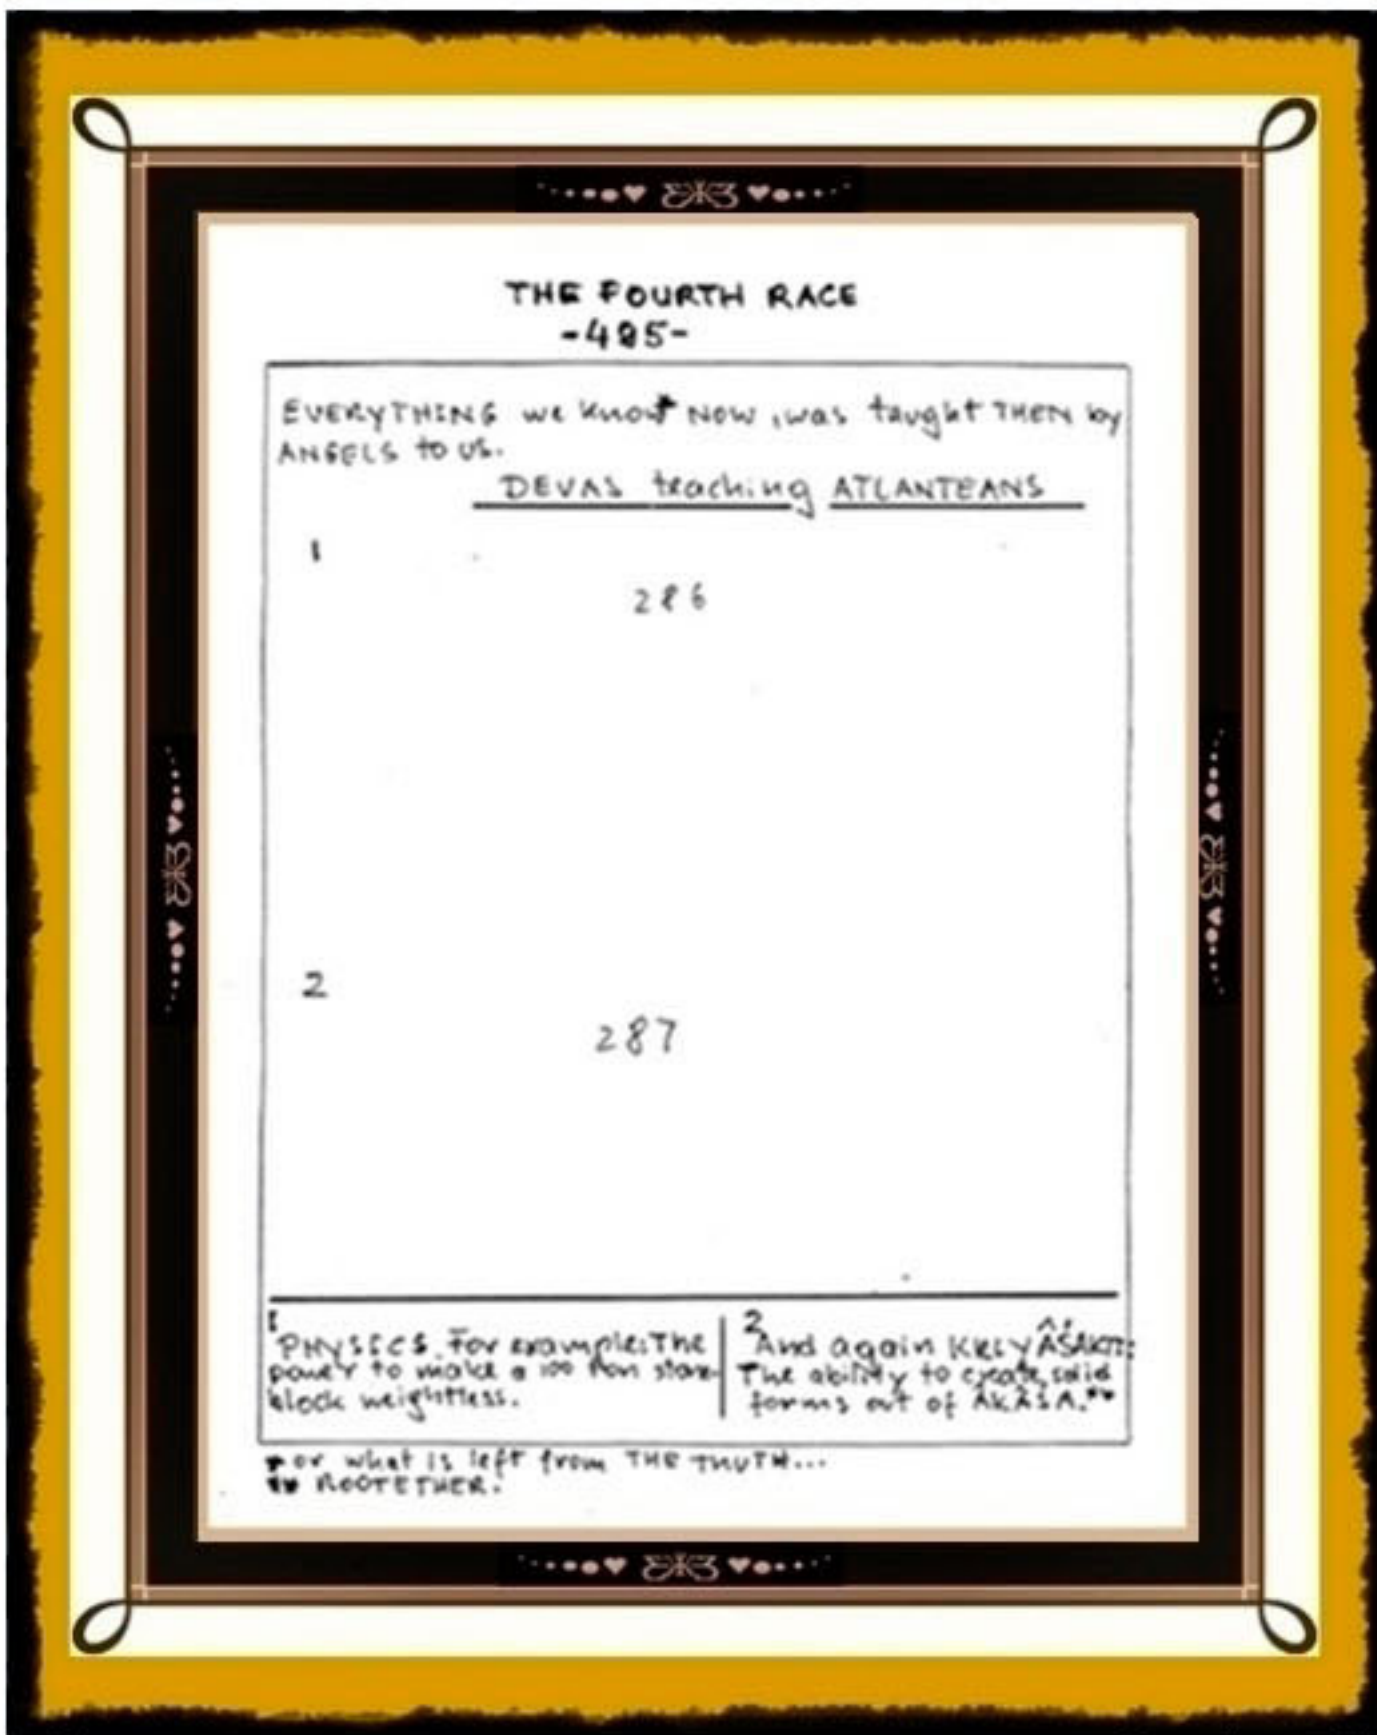 THE FOURTH RACE
-485-
EVERYTHING we know* NOW, was taught THEN by
ANGELS to US.
DEVAS teaching ATLANTEANS
1
286
2
287
1
PHYSICS. For example: The
power to make a 100 ton stone
block weightless.
2
And again KRIYÂSAKTI:
The ability to create solid
forms out of AKÂSA.**
* or what is left from THE TRUTH...
** ROOTETHER.